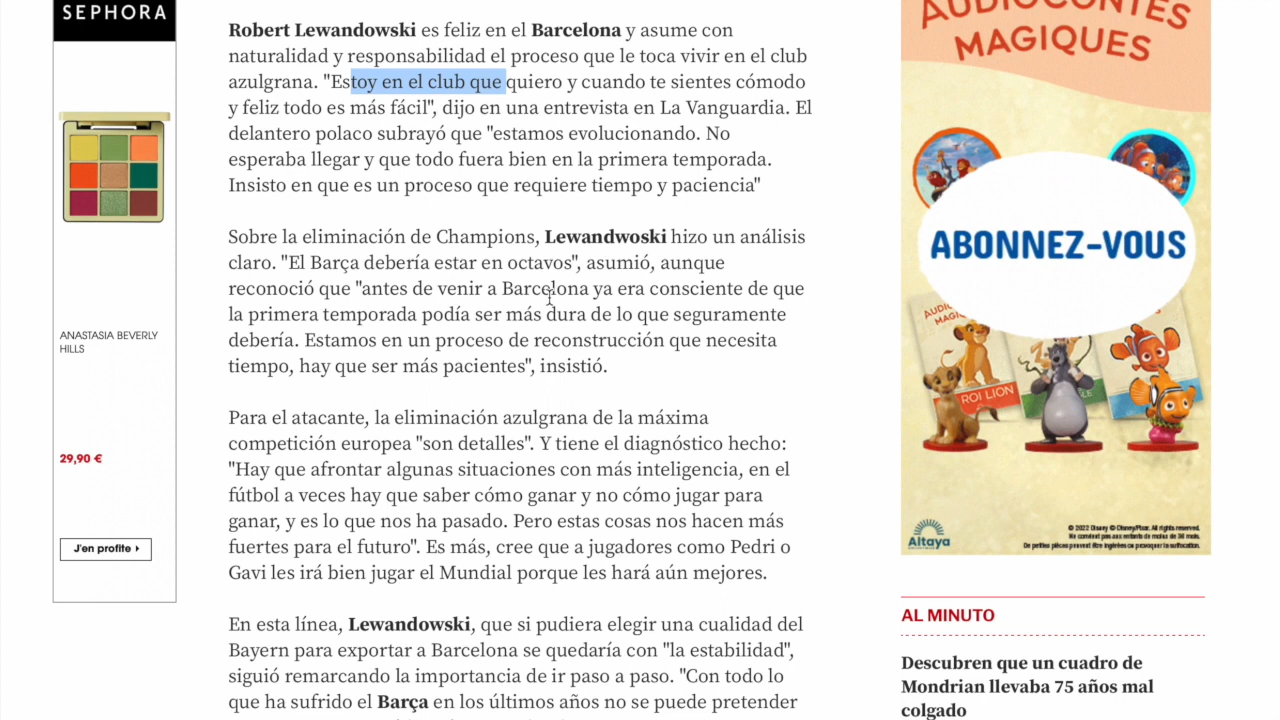 SEPHORA
ANASTASIA BEVERLY
HILLS
29,90 €
J'en profite
Robert Lewandowski es feliz en el Barcelona y asume con
naturalidad y responsabilidad el proceso que le toca vivir en el club
azulgrana. "Estoy en el club que quiero y cuando te sientes cómodo
y feliz todo es más fácil", dijo en una entrevista en La Vanguardia. El
delantero polaco subrayó que "estamos evolucionando. No
esperaba llegar y que todo fuera bien en la primera temporada.
Insisto en que es un proceso que requiere tiempo y paciencia"
Sobre la eliminación de Champions, Lewandwoski hizo un análisis
claro. "El Barça debería estar en octavos", asumió, aunque
reconoció que "antes de venir a Barcelona ya era consciente de que
la primera temporada podía ser más dura de lo que seguramente
debería. Estamos en un proceso de reconstrucción que necesita
tiempo, hay que ser más pacientes", insistió.
Para el atacante, la eliminación azulgrana de la máxima
competición europea "son detalles". Y tiene el diagnóstico hecho:
"Hay que afrontar algunas situaciones con más inteligencia, en el
fútbol a veces hay que saber cómo ganar y no cómo jugar para
ganar, y es lo que nos ha pasado. Pero estas cosas nos hacen más
fuertes para el futuro". Es más, cree que a jugadores como Pedri o
Gavi les irá bien jugar el Mundial porque les hará aún mejores.
En esta línea, Lewandowski, que si pudiera elegir una cualidad del
Bayern para exportar a Barcelona se quedaría con "la estabilidad",
siguió remarcando la importancia de ir paso a paso. "Con todo lo
que ha sufrido el Barça en los últimos años no se puede pretender
AUDIOCONTES
MAGIQUES
ABONNEZ-VOUS
ROI LION
Altaya
© 2022 Disney © Disney/Pixar. All rights reserved.
Ne convient pas aux enfants de moins de 36 mois.
De petites pièces peuvent être ingérées ou provoquer la suffocation.
AL MINUTO
Descubren que un cuadro de
Mondrian llevaba 75 años mal
colgado